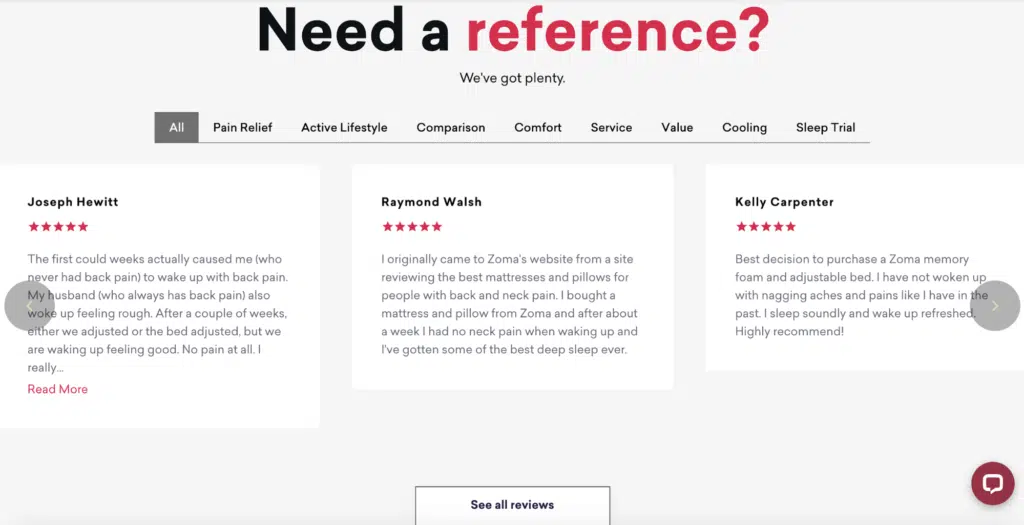 Need a reference?
We've got plenty.
All Pain Relief Active Lifestyle Comparison Comfort Service Value Cooling Sleep Trial
Joseph Hewitt
The first could weeks actually caused me (who
never had back pain) to wake up with back pain.
My husband (who always has back pain) also
woke up feeling rough. After a couple of weeks,
either we adjusted or the bed adjusted, but we
are waking up feeling good. No pain at all. I
really...
Read More
Raymond Walsh
I originally came to Zoma's website from a site
reviewing the best mattresses and pillows for
people with back and neck pain. I bought a
mattress and pillow from Zoma and after about
a week I had no neck pain when waking up and
I've gotten some of the best deep sleep ever.
Kelly Carpenter
Best decision to purchase a Zoma memory
foam and adjustable bed. I have not woken up
with nagging aches and pains like I have in the
past. I sleep soundly and wake up refreshed.
Highly recommend!
See all reviews